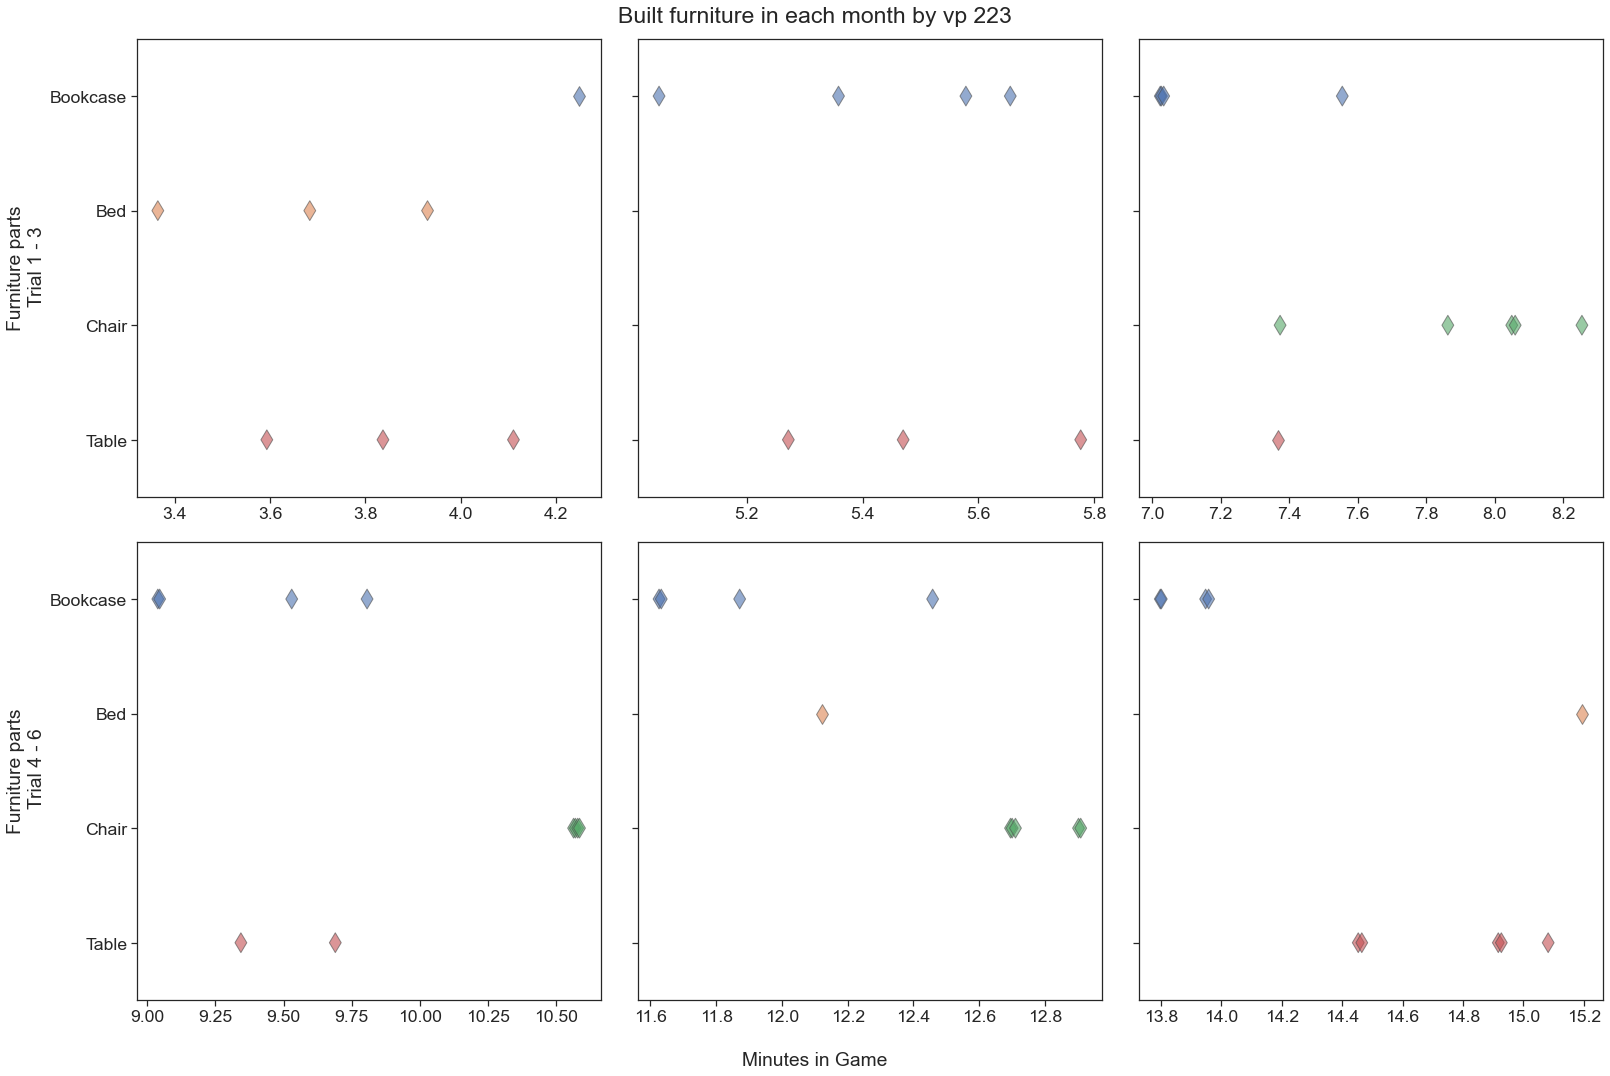 Built furniture in each month by vp 223
Furniture parts
Trial 1 - 3
Bookcase
Bed
Chair
Table
3.4 3.6 3.8 4.0 4.2
5.2 5.4 5.6 5.8
7.0 7.2 7.4 7.6 7.8 8.0 8.2
Furniture parts
Trial 4 - 6
Bookcase
Bed
Chair
Table
9.00 9.25 9.50 9.75 10.00 10.25 10.50
11.6 11.8 12.0 12.2 12.4 12.6 12.8
13.8 14.0 14.2 14.4 14.6 14.8 15.0 15.2
Minutes in Game